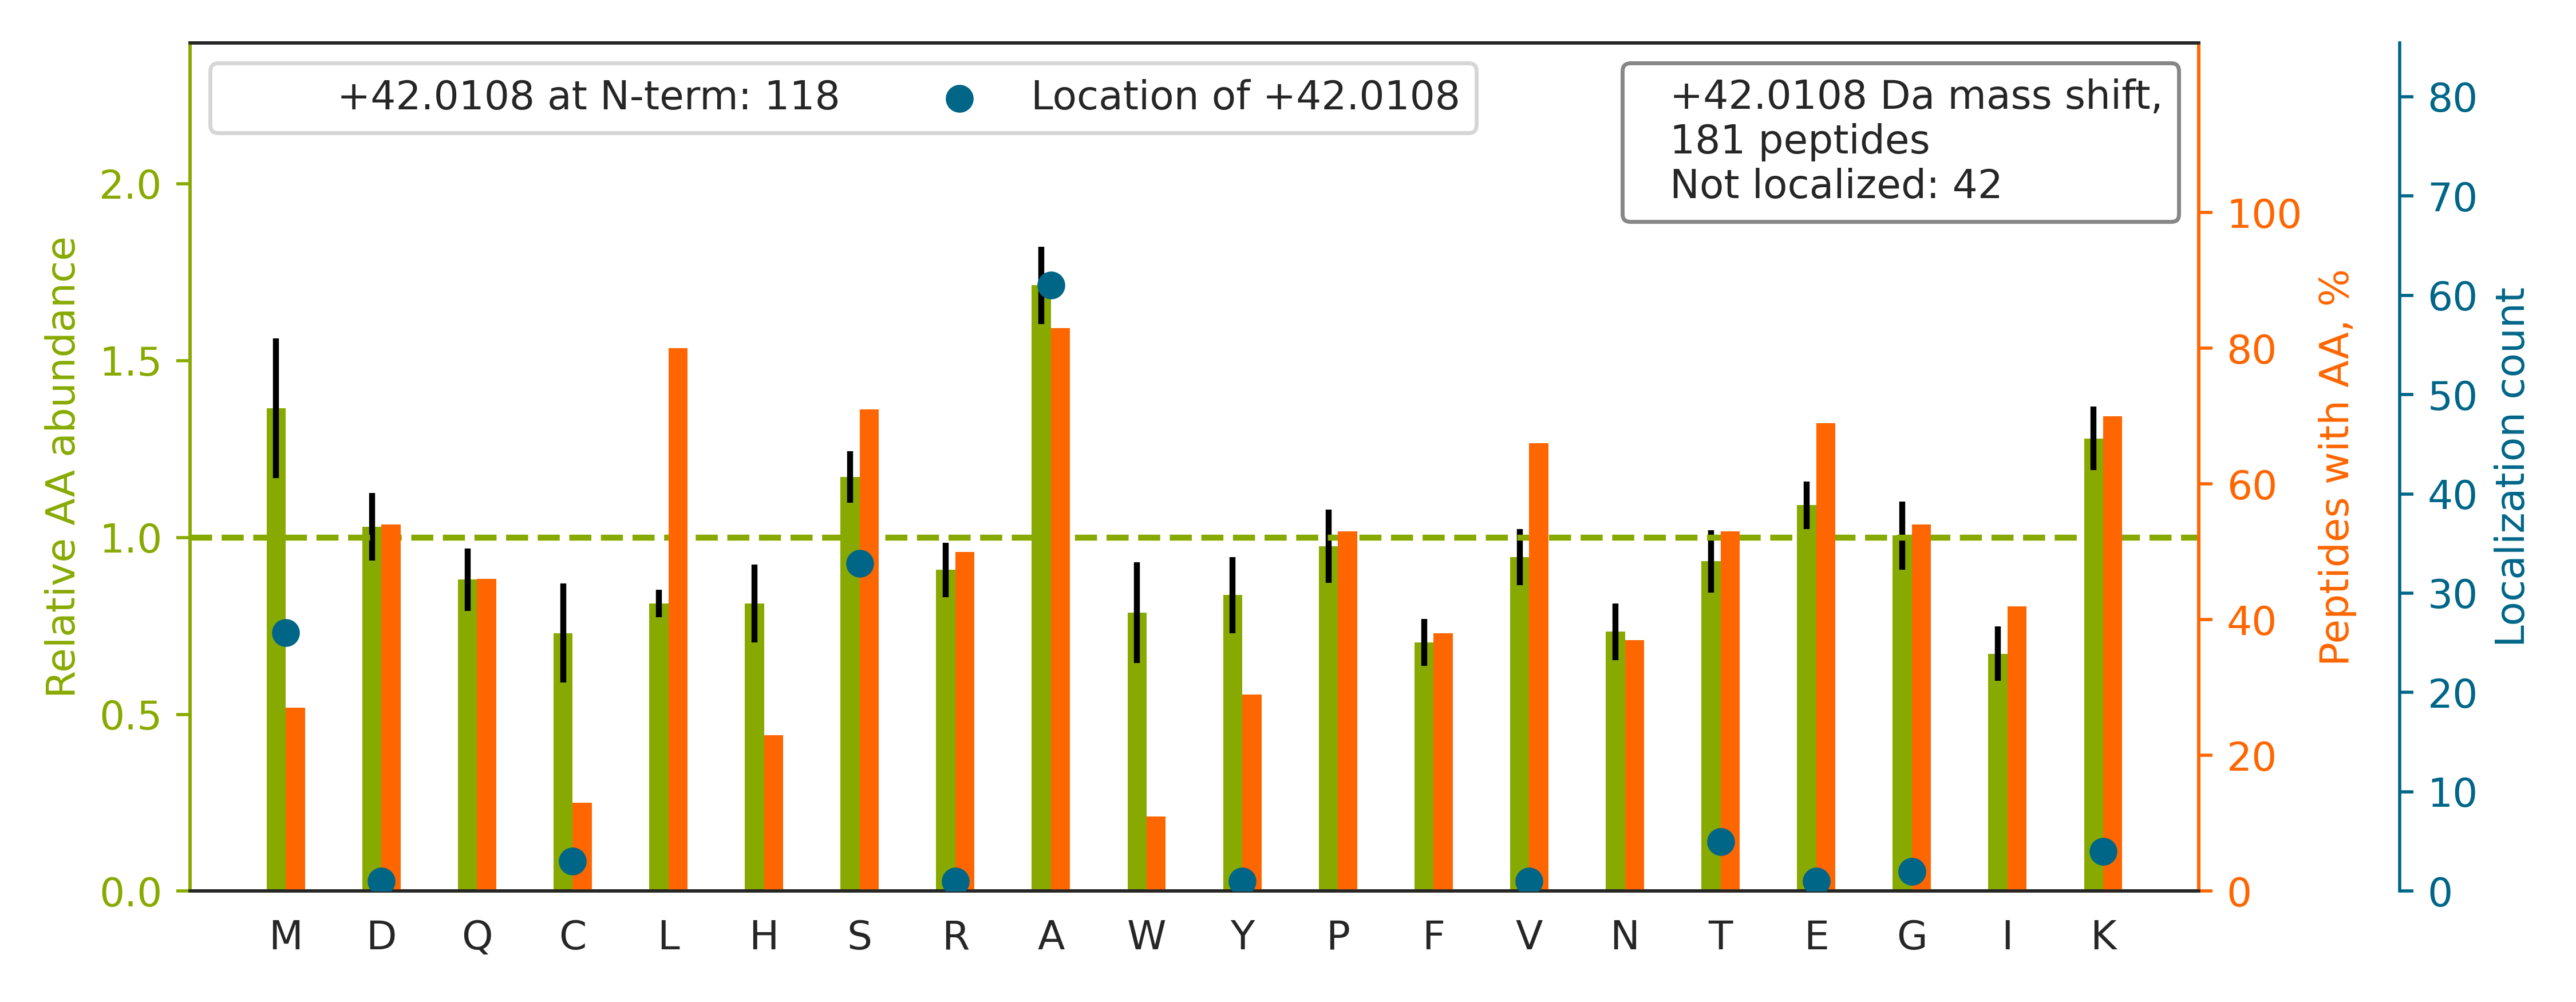 +42.0108 at N-term: 118
Location of +42.0108
+42.0108 Da mass shift,
181 peptides
Not localized: 42
Relative AA abundance
2.0
1.5
1.0
0.5
0.0
100
80
60
40
20
0
Peptides with AA, %
80
70
60
50
40
30
20
10
0
Localization count
M D Q C L H S R A W Y P F V N T E G I K